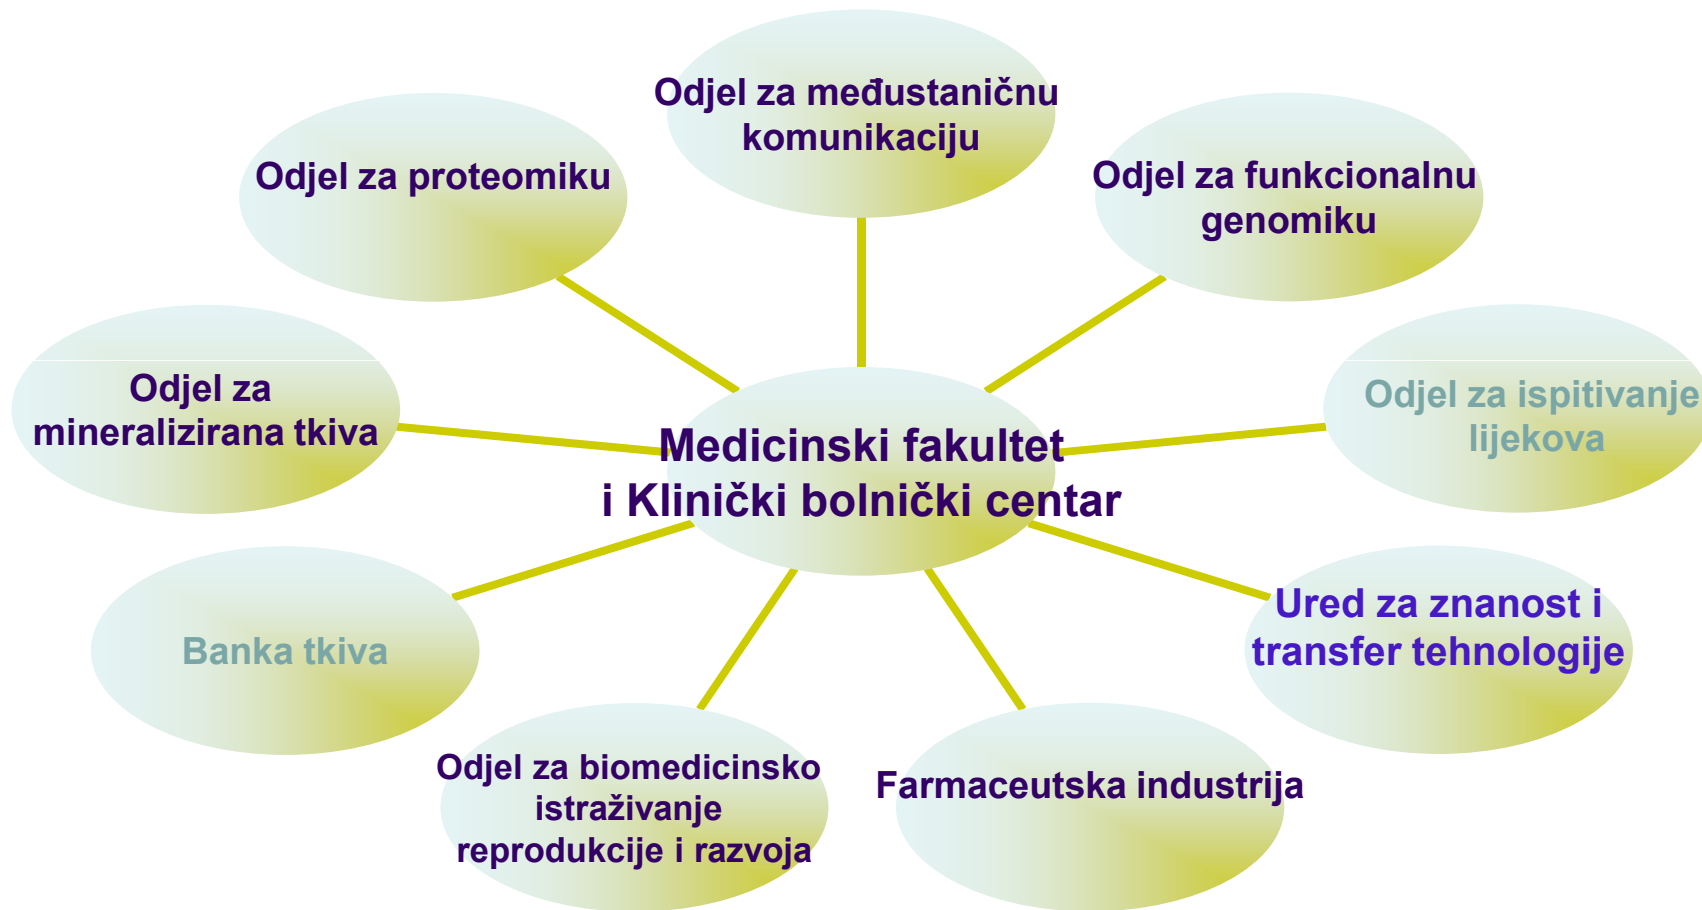 Odjel za međustaničnu
komunikaciju
Odjel za proteomiku
Odjel za funkcionalnu
genomiku
Odjel za
mineralizirana tkiva
Odjel za ispitivanje
lijekova
Medicinski fakultet
i Klinički bolnički centar
Banka tkiva
Ured za znanost i
transfer tehnologije
Odjel za biomedicinsko
istraživanje
reprodukcije i razvoja
Farmaceutska industrija